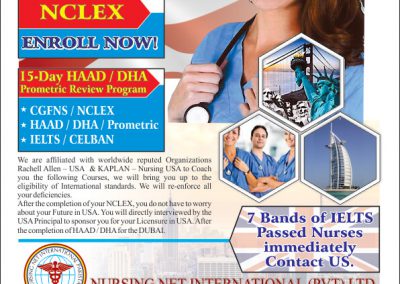 NCLEX
ENROLL NOW!
15-Day HAAD / DHA
Prometric Review Program
★ CGFNS / NCLEX
★ HAAD / DHA / Prometric
★ IELTS / CELBAN
We are affiliated with worldwide reputed Organizations
Rachell Allen – USA & KAPLAN – Nursing USA to Coach
you the following Courses, we will bring you up to the
eligibility of International standards. We will re-enforce all
your deficiencies.
After the completion of your NCLEX, you do not have to worry
about your Future in USA. You will directly interviewed by the
USA Principal to sponsor you for your Licensure in USA. After
the completion of HAAD / DHA for the DUBAI.
7 Bands of IELTS
Passed Nurses
immediately
Contact US.
NURSING NET INTERNATIONAL (PVT) LTD